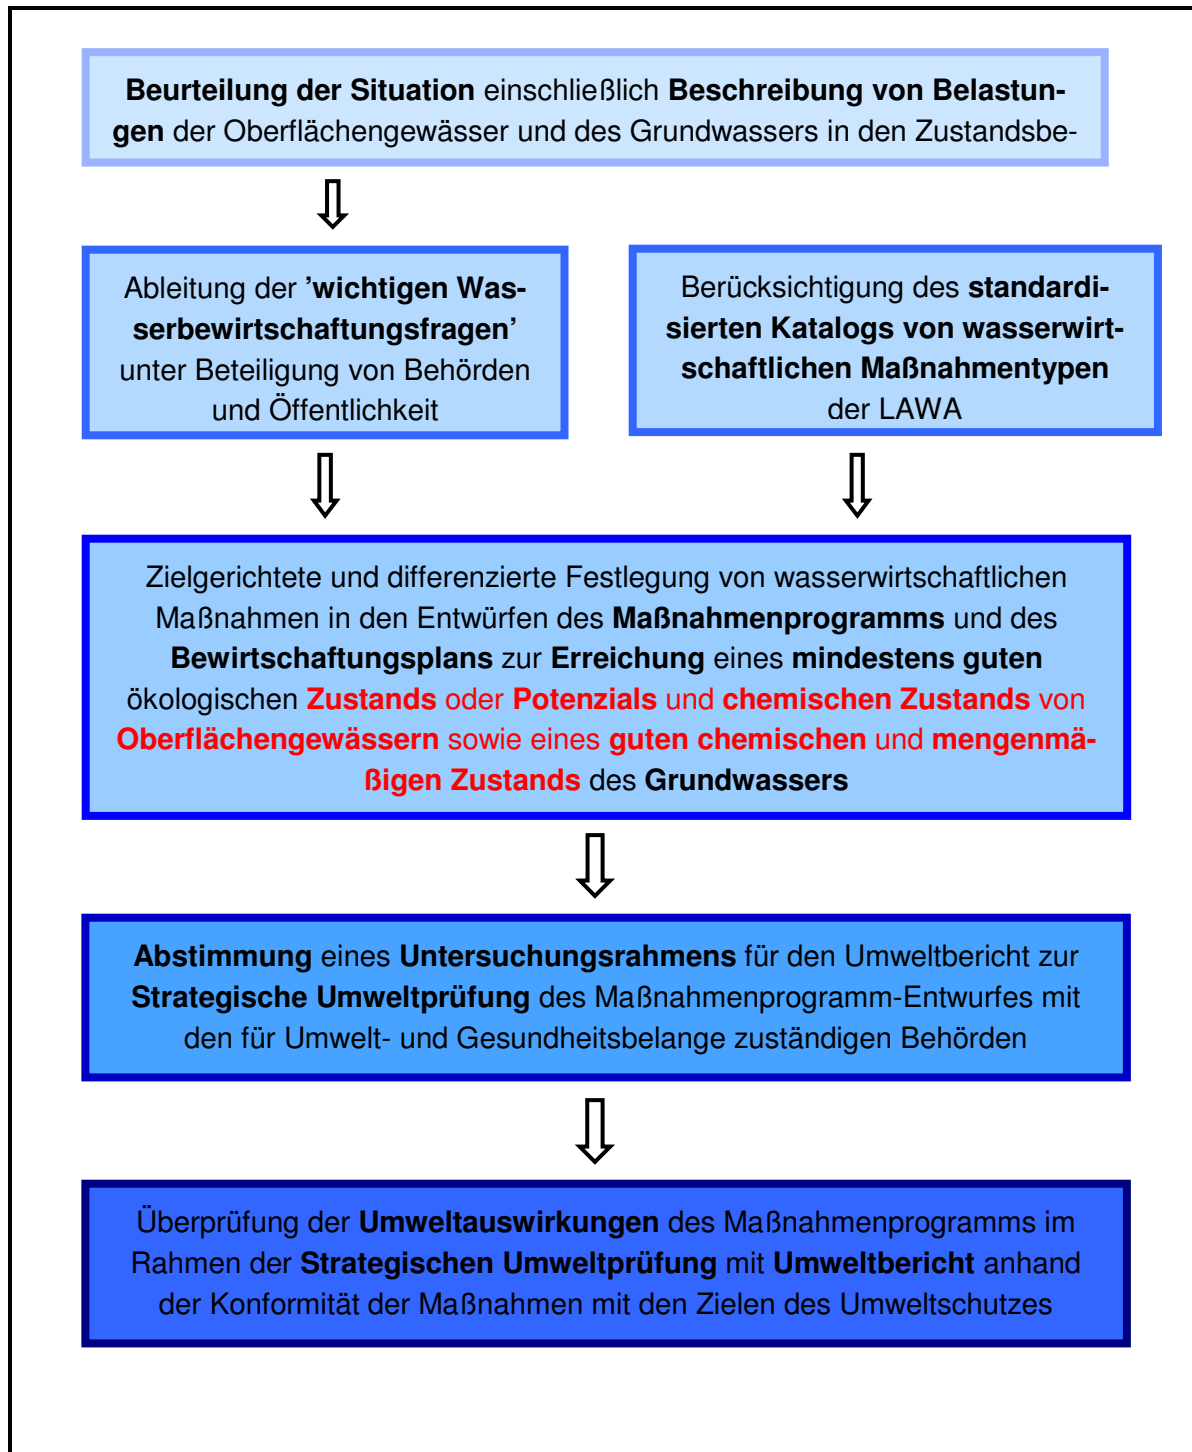 Beurteilung der Situation einschließlich Beschreibung von Belastun-
gen der Oberflächengewässer und des Grundwassers in den Zustandsbe-
Ableitung der ’wichtigen Was-
serbewirtschaftungsfragen’
unter Beteiligung von Behörden
und Öffentlichkeit
Berücksichtigung des standardi-
sierten Katalogs von wasserwirt-
schaftlichen Maßnahmentypen
der LAWA
Zielgerichtete und differenzierte Festlegung von wasserwirtschaftlichen
Maßnahmen in den Entwürfen des Maßnahmenprogramms und des
Bewirtschaftungsplans zur Erreichung eines mindestens guten
ökologischen Zustands oder Potenzials und chemischen Zustands von
Oberflächengewässern sowie eines guten chemischen und mengenmä-
ßigen Zustands des Grundwassers
Abstimmung eines Untersuchungsrahmens für den Umweltbericht zur
Strategische Umweltprüfung des Maßnahmenprogramm-Entwurfes mit
den für Umwelt- und Gesundheitsbelange zuständigen Behörden
Überprüfung der Umweltauswirkungen des Maßnahmenprogramms im
Rahmen der Strategischen Umweltprüfung mit Umweltbericht anhand
der Konformität der Maßnahmen mit den Zielen des Umweltschutzes